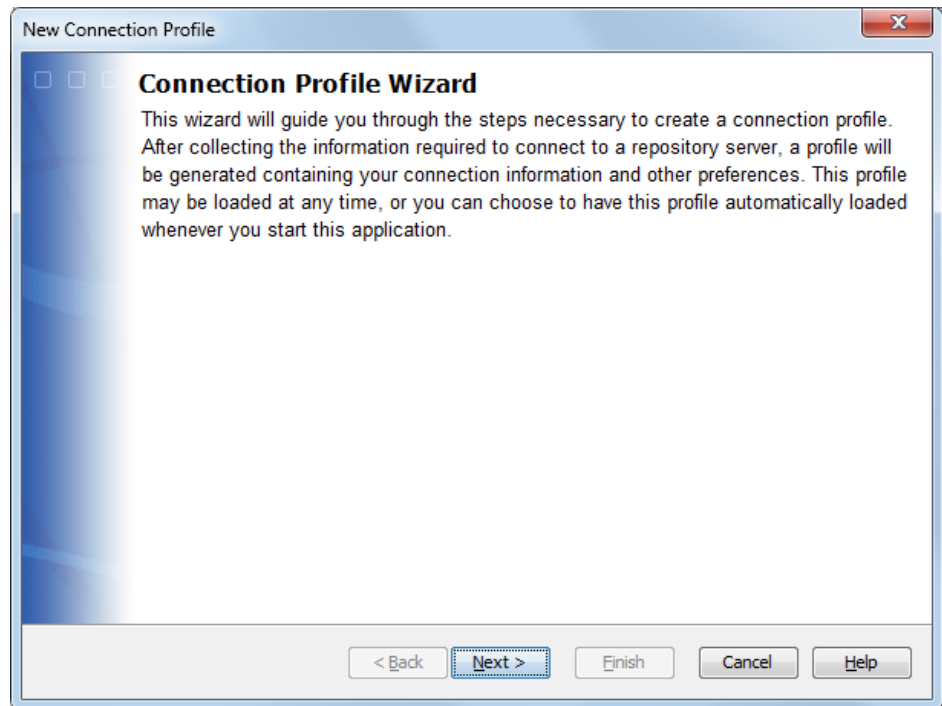 New Connection Profile
Connection Profile Wizard
This wizard will guide you through the steps necessary to create a connection profile.
After collecting the information required to connect to a repository server, a profile will
be generated containing your connection information and other preferences. This profile
may be loaded at any time, or you can choose to have this profile automatically loaded
whenever you start this application.
< Back Next > Finish Cancel Help